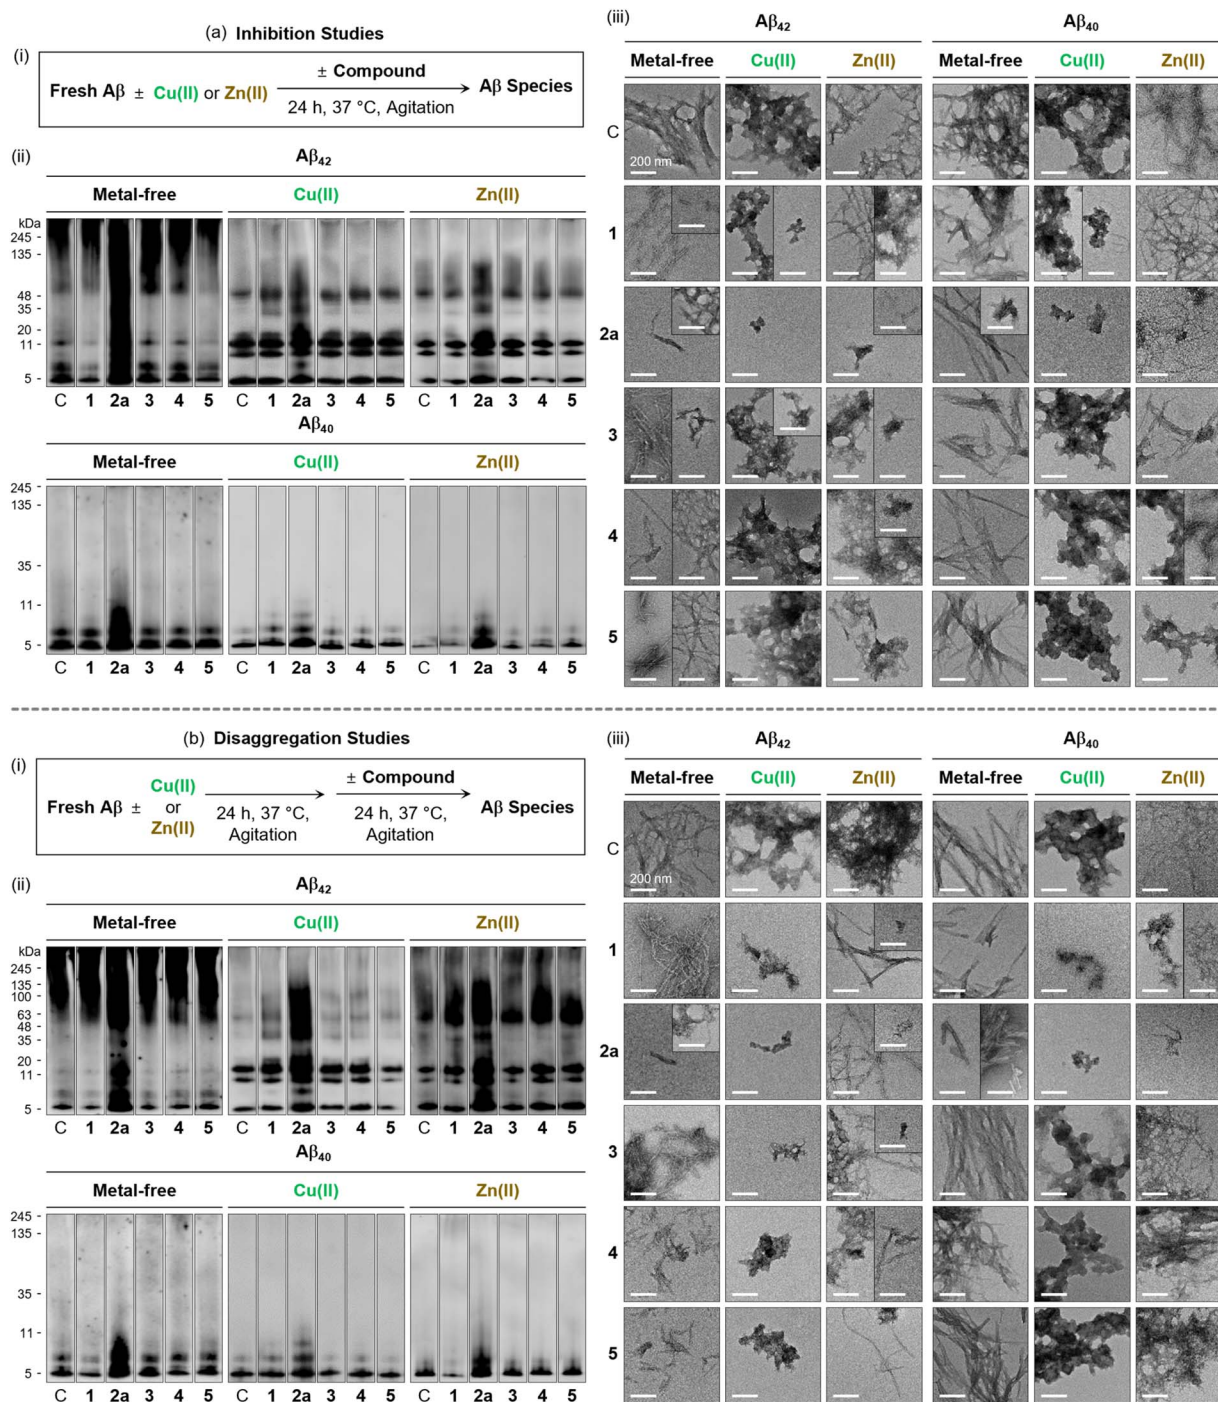 (a) Inhibition Studies
(i)
Fresh Aβ ± Cu(II) or Zn(II)
± Compound
24 h, 37 °C, Agitation
Aβ Species
(ii)
Aβ42
Metal-free Cu(II) Zn(II)
kDa
245 -
135 -
48 -
35 -
20 -
11 -
5 -
C 1 2a 3 4 5 C 1 2a 3 4 5 C 1 2a 3 4 5
Aβ40
Metal-free Cu(II) Zn(II)
245 -
135 -
35 -
11 -
5 -
C 1 2a 3 4 5 C 1 2a 3 4 5 C 1 2a 3 4 5
(iii)
Aβ42 Aβ40
Metal-free Cu(II) Zn(II) Metal-free Cu(II) Zn(II)
C
200 nm
1
2a
3
4
5
(b) Disaggregation Studies
(i)
Fresh Aβ ±
Cu(II)
or
Zn(II)
24 h, 37 °C,
Agitation
± Compound
24 h, 37 °C,
Agitation
Aβ Species
(ii)
Aβ42
Metal-free Cu(II) Zn(II)
kDa
245 -
135 -
100 -
63 -
48 -
35 -
20 -
11 -
5 -
C 1 2a 3 4 5 C 1 2a 3 4 5 C 1 2a 3 4 5
Aβ40
Metal-free Cu(II) Zn(II)
245 -
135 -
35 -
11 -
5 -
C 1 2a 3 4 5 C 1 2a 3 4 5 C 1 2a 3 4 5
(iii)
Aβ42 Aβ40
Metal-free Cu(II) Zn(II) Metal-free Cu(II) Zn(II)
C
200 nm
1
2a
3
4
5